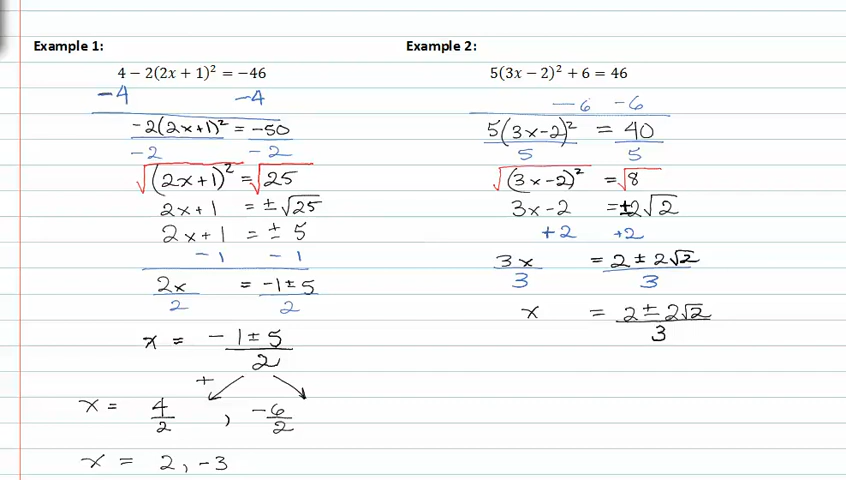 Example 1:
4 − 2(2x + 1)² = −46
−4 −4
−2(2x+1)² = −50
−2 −2
√(2x+1)² = √25
2x+1 = ±√25
2x+1 = ± 5
−1 −1
2x = −1 ± 5
2 2
x = −1 ± 5
2
+
x = 4/2 , −6/2
x = 2, −3
Example 2:
5(3x − 2)² + 6 = 46
−6 −6
5(3x−2)² = 40
5 5
√(3x−2)² = √8
3x−2 = ±2√2
+2 +2
3x = 2 ± 2√2
3 3
x = 2 ± 2√2
3